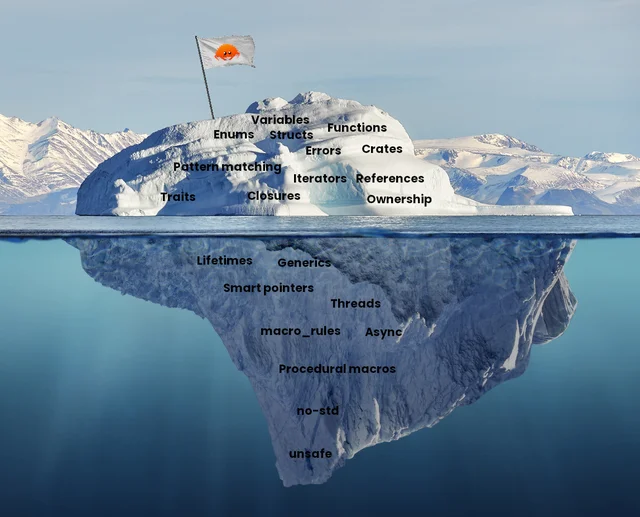 Variables
Enums Structs Functions
Errors Crates
Pattern matching
Iterators References
Traits Closures Ownership
Lifetimes Generics
Smart pointers
Threads
macro_rules Async
Procedural macros
no-std
unsafe